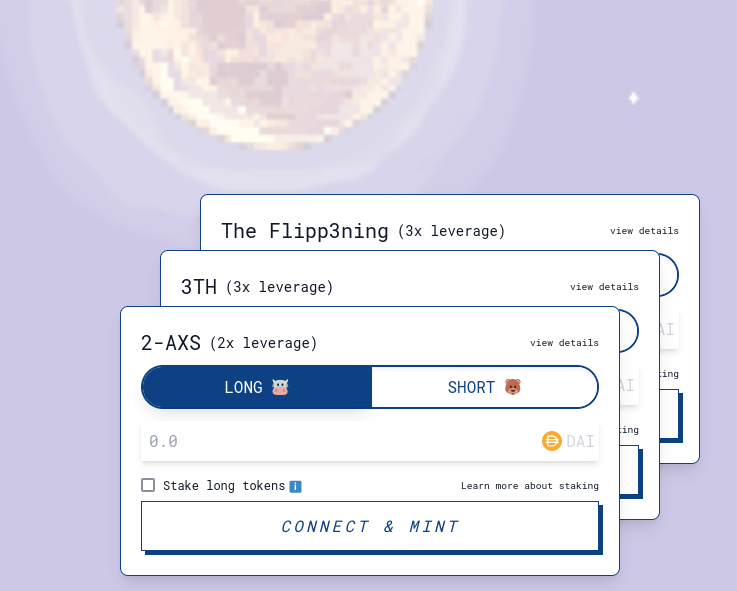 The Flipp3ning (3x leverage) view details
3TH (3x leverage) view details
2-AXS (2x leverage) view details
LONG SHORT
0.0 DAI
Stake long tokens i Learn more about staking
CONNECT & MINT